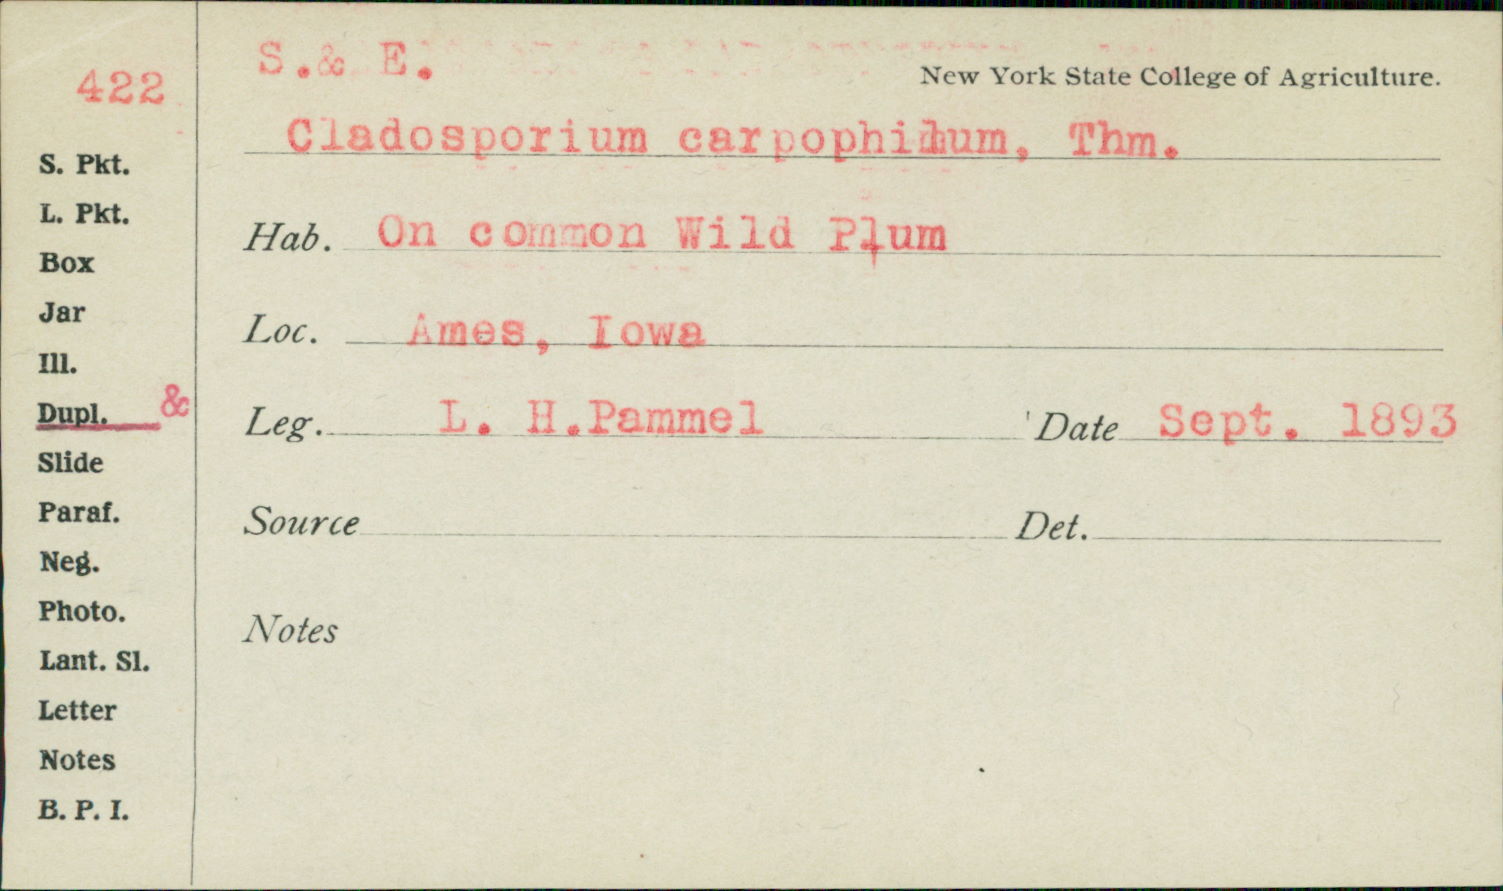 422
S.& E.
New York State College of Agriculture.
Cladosporium carpophilum, Thm.
Hab. On common Wild Plum
Loc. Ames, Iowa
Leg. L. H.Pammel Date Sept. 1893
Source Det.
Notes
S. Pkt.
L. Pkt.
Box
Jar
Ill.
Dupl. &
Slide
Paraf.
Neg.
Photo.
Lant. Sl.
Letter
Notes
B. P. I.